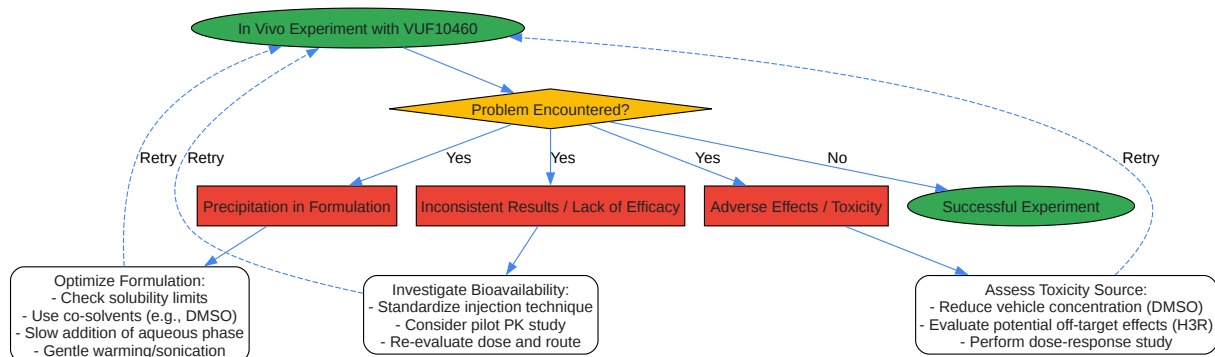 In Vivo Experiment with VUF10460
Problem Encountered?
Retry
Retry
Yes
Yes
Yes
No
Retry
Precipitation in Formulation
Inconsistent Results / Lack of Efficacy
Adverse Effects / Toxicity
Successful Experiment
Optimize Formulation:
- Check solubility limits
- Use co-solvents (e.g., DMSO)
- Slow addition of aqueous phase
- Gentle warming/sonication
Investigate Bioavailability:
- Standardize injection technique
- Consider pilot PK study
- Re-evaluate dose and route
Assess Toxicity Source:
- Reduce vehicle concentration (DMSO)
- Evaluate potential off-target effects (H3R)
- Perform dose-response study